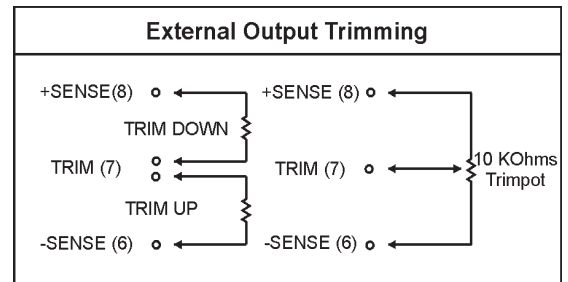 External Output Trimming
+SENSE(8)
TRIM DOWN
TRIM (7)
TRIM UP
-SENSE (6)
+SENSE (8)
TRIM (7)
10 KOhms
Trimpot
-SENSE (6)